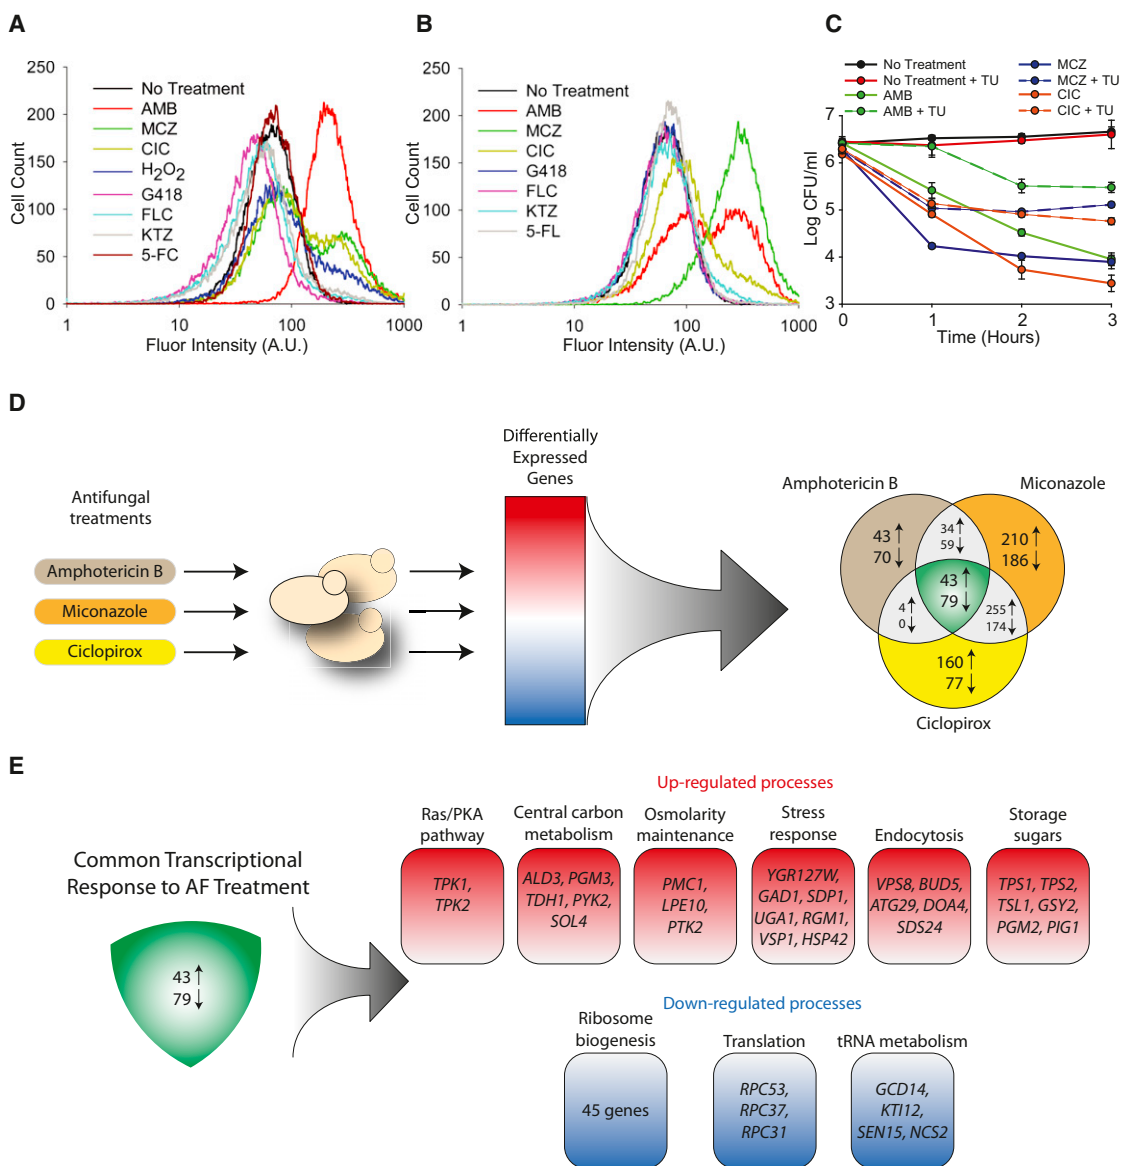 A
250
200
150
100
50
0
Cell Count
No Treatment
AMB
MCZ
CIC
H2O2
G418
FLC
KTZ
5-FC
1
10
100
1000
Fluor Intensity (A.U.)
B
250
200
150
100
50
0
Cell Count
No Treatment
AMB
MCZ
CIC
G418
FLC
KTZ
5-FL
1
10
100
1000
Fluor Intensity (A.U.)
C
No Treatment
No Treatment + TU
AMB
AMB + TU
MCZ
MCZ + TU
CIC
CIC + TU
7
6
5
4
3
Log CFU/ml
0
1
2
3
Time (Hours)
D
Antifungal
treatments
Amphotericin B
Miconazole
Ciclopirox
Differentially
Expressed
Genes
Amphotericin B
Miconazole
43↑
70↓
34↑
59↓
210↑
186↓
43↑
79↓
4↑
0↓
255↑
174↓
160↑
77↓
Ciclopirox
E
Common Transcriptional
Response to AF Treatment
43↑
79↓
Up-regulated processes
Ras/PKA
pathway
TPK1,
TPK2
Central carbon
metabolism
ALD3, PGM3,
TDH1, PYK2,
SOL4
Osmolarity
maintenance
PMC1,
LPE10,
PTK2
Stress
response
YGR127W,
GAD1, SDP1,
UGA1, RGM1,
VSP1, HSP42
Endocytosis
VPS8, BUD5,
ATG29, DOA4,
SDS24
Storage
sugars
TPS1, TPS2,
TSL1, GSY2,
PGM2, PIG1
Down-regulated processes
Ribosome
biogenesis
45 genes
Translation
RPC53,
RPC37,
RPC31
tRNA metabolism
GCD14,
KTI12,
SEN15, NCS2